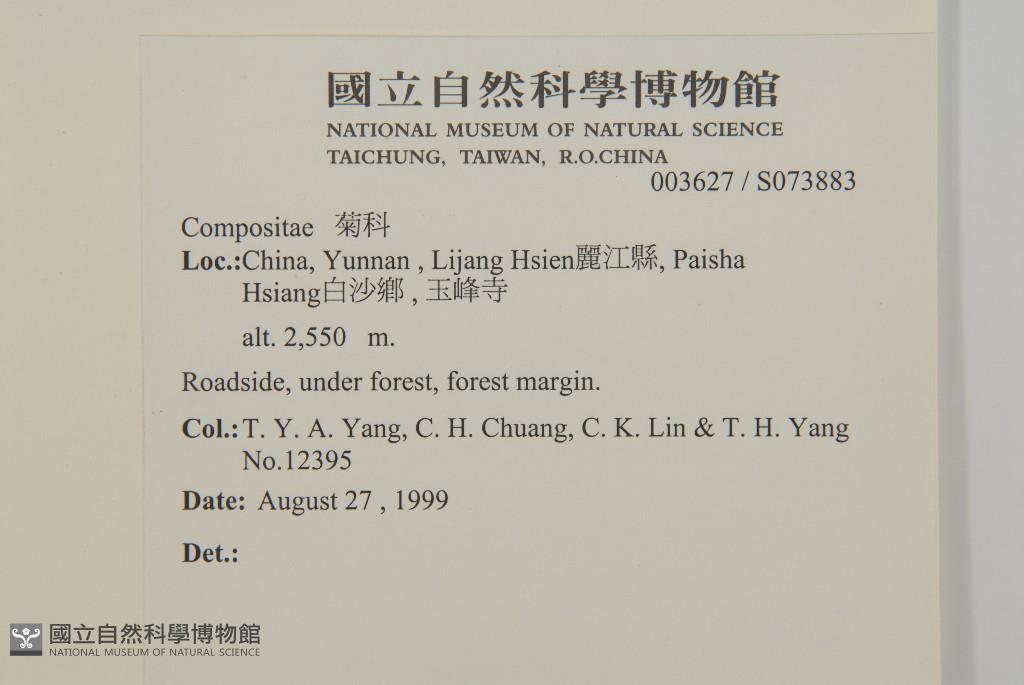 國立自然科學博物館
NATIONAL MUSEUM OF NATURAL SCIENCE
TAICHUNG, TAIWAN, R.O.CHINA
003627 / S073883
Compositae 菊科
Loc.:China, Yunnan , Lijang Hsien麗江縣, Paisha
Hsiang白沙鄉 , 玉峰寺
alt. 2,550 m.
Roadside, under forest, forest margin.
Col.:T. Y. A. Yang, C. H. Chuang, C. K. Lin & T. H. Yang
No.12395
Date: August 27 , 1999
Det.:
國立自然科學博物館
NATIONAL MUSEUM OF NATURAL SCIENCE